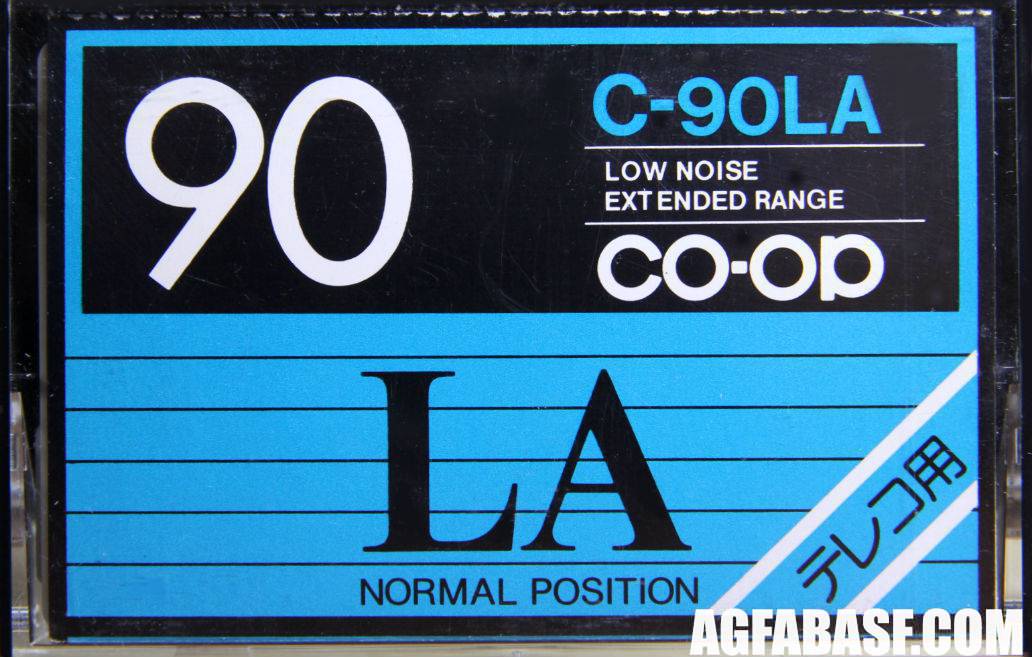 90
C-90LA
LOW NOISE
EXTENDED RANGE
CO-OP
LA
NORMAL POSITION
テレコ用
AGFABASF.COM